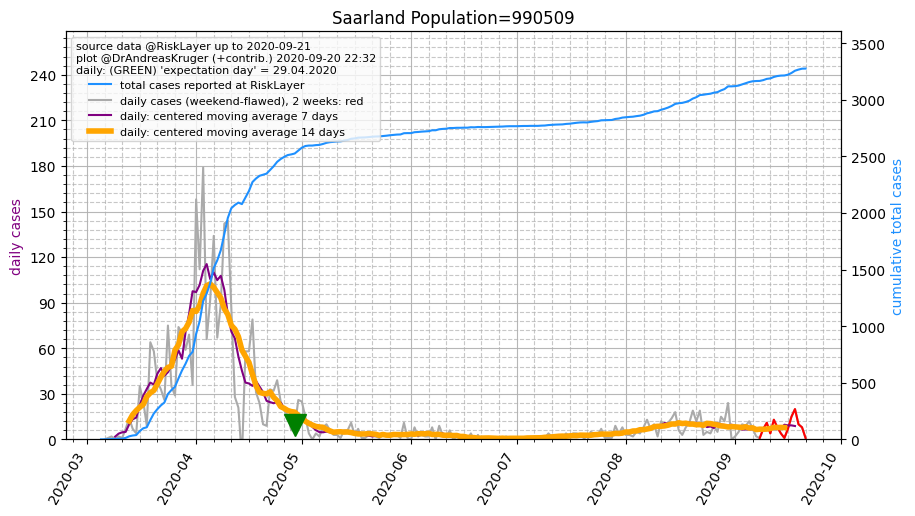 Saarland Population=990509
source data @RiskLayer up to 2020-09-21
plot @DrAndreasKruger (+contrib.) 2020-09-20 22:32
daily: (GREEN) 'expectation day' = 29.04.2020
total cases reported at RiskLayer
daily cases (weekend-flawed), 2 weeks: red
daily: centered moving average 7 days
daily: centered moving average 14 days
daily cases
240
210
180
150
120
90
60
30
0
3500
3000
2500
2000
1500
1000
500
0
cumulative total cases
2020-03
2020-04
2020-05
2020-06
2020-07
2020-08
2020-09
2020-10